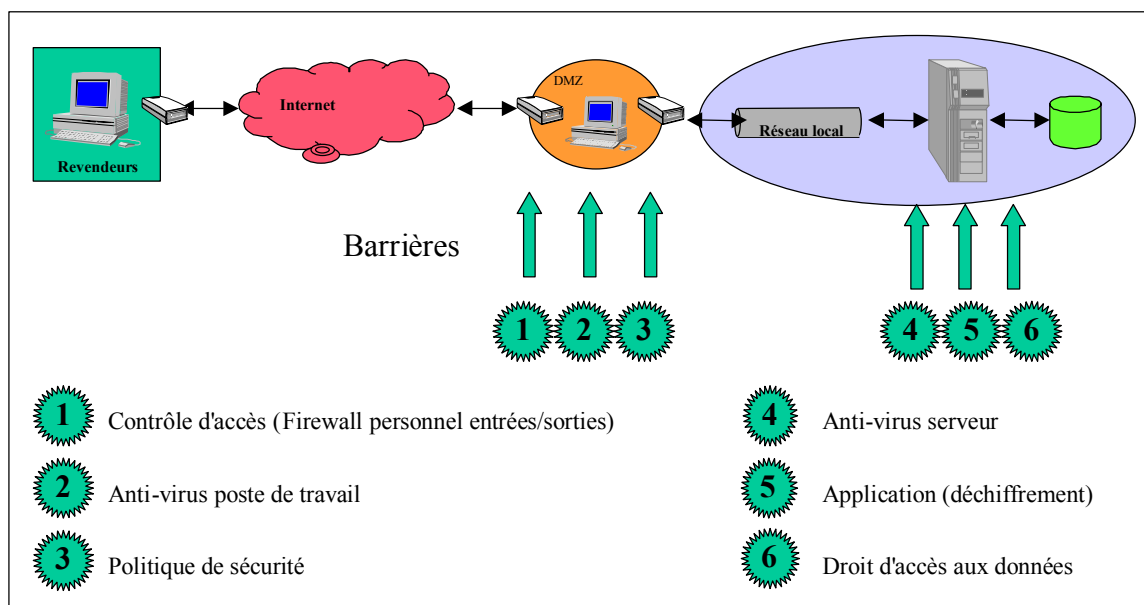 DMZ
Internet
Réseau local
Revendeurs
Barrières
1 2 3
4 5 6
1 Contrôle d'accès (Firewall personnel entrées/sorties)
2 Anti-virus poste de travail
3 Politique de sécurité
4 Anti-virus serveur
5 Application (déchiffrement)
6 Droit d'accès aux données